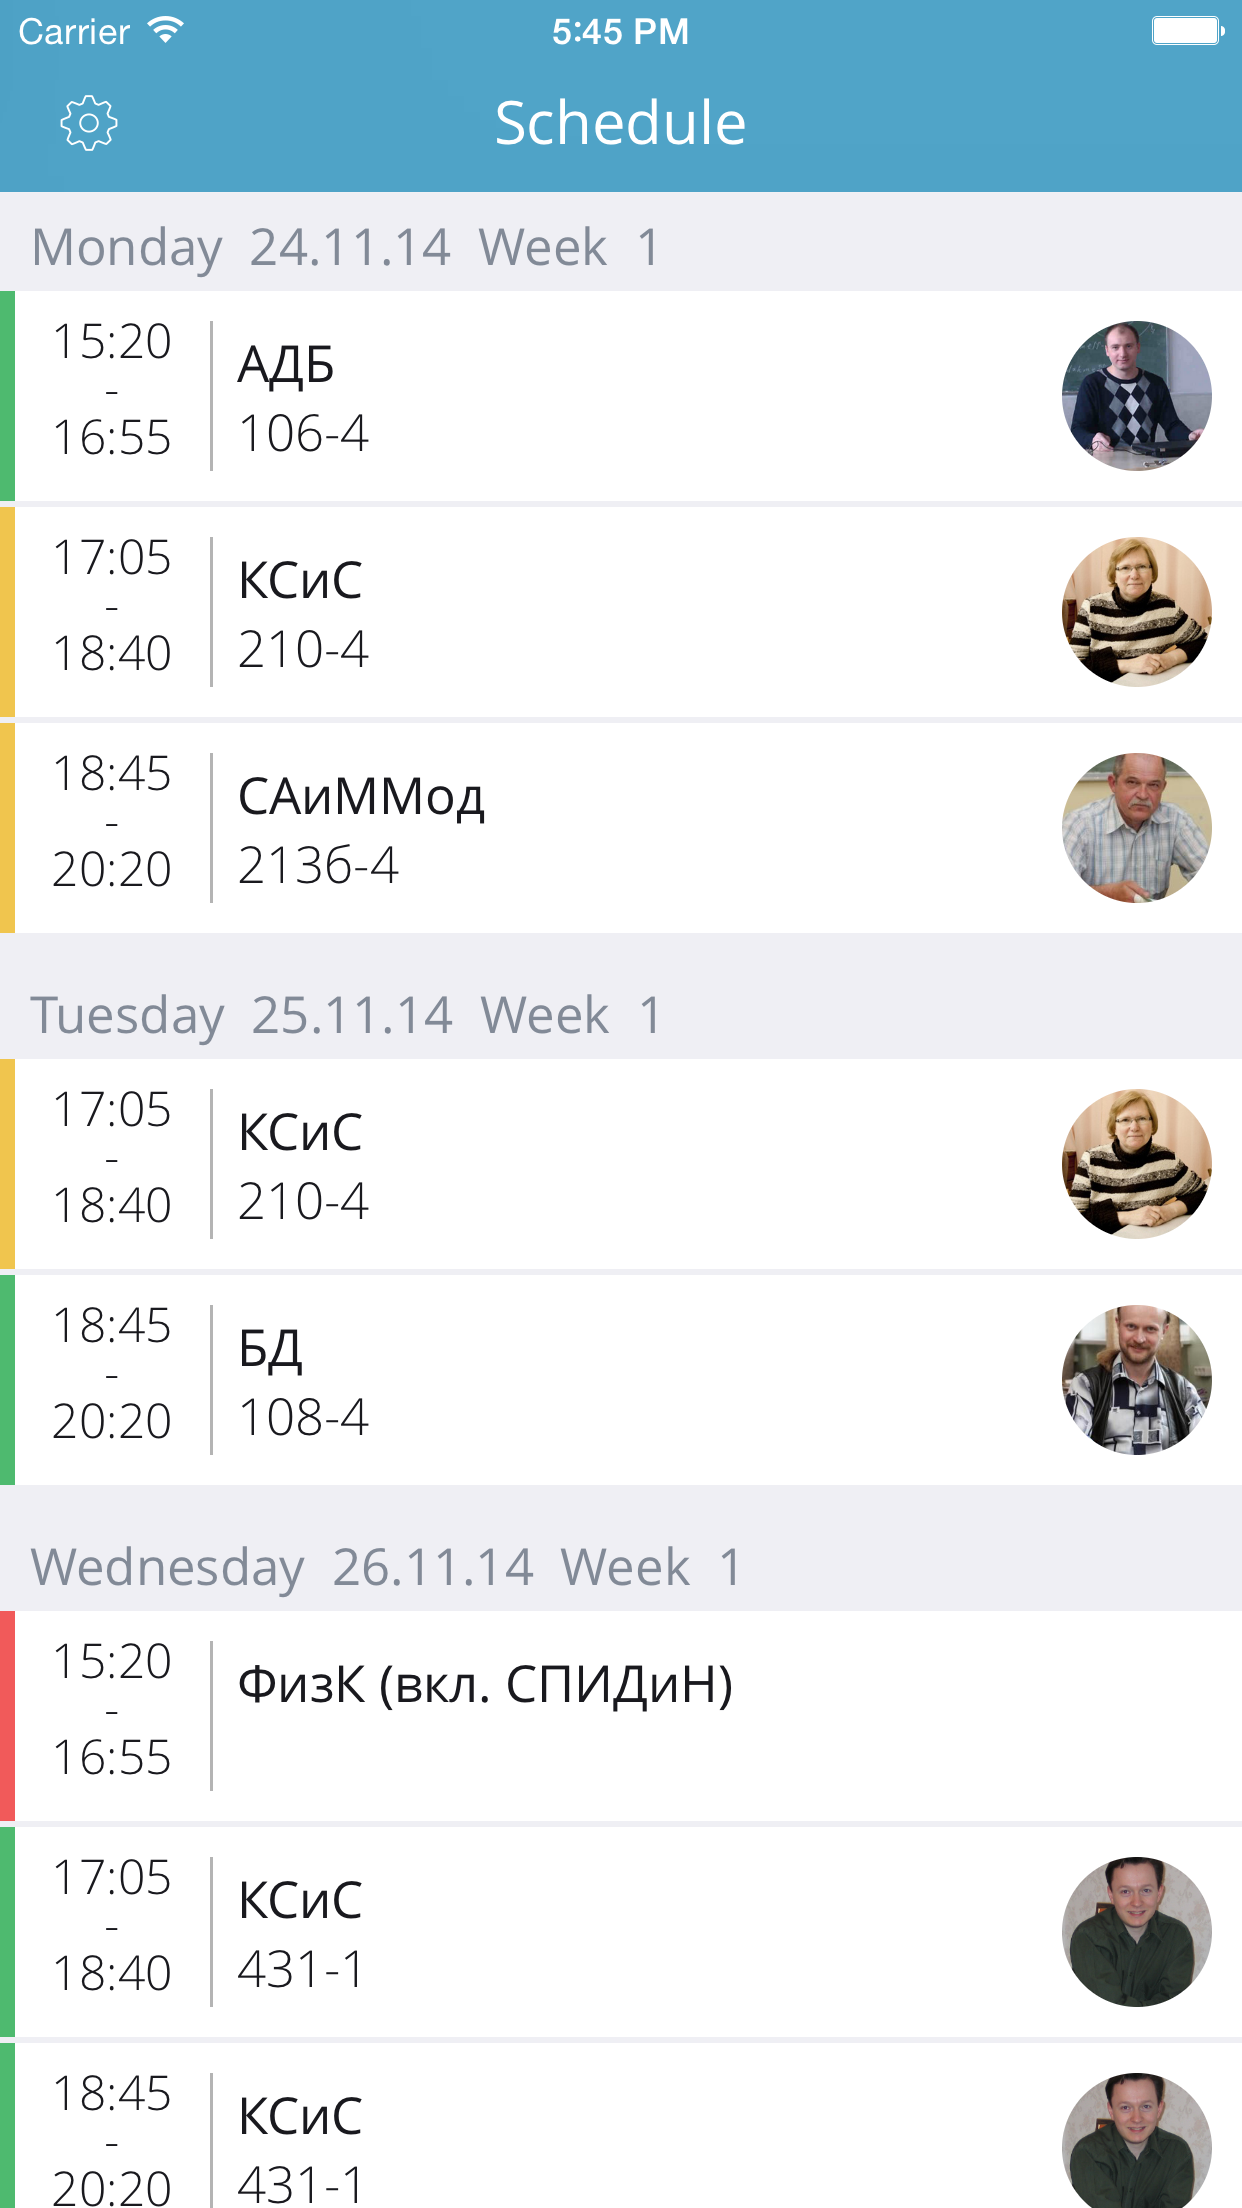 Carrier 5:45 PM
Schedule
Monday 24.11.14 Week 1
15:20
-
16:55
АДБ
106-4
17:05
-
18:40
КСиС
210-4
18:45
-
20:20
САиММод
213б-4
Tuesday 25.11.14 Week 1
17:05
-
18:40
КСиС
210-4
18:45
-
20:20
БД
108-4
Wednesday 26.11.14 Week 1
15:20
-
16:55
ФизК (вкл. СПИДиН)
17:05
-
18:40
КСиС
431-1
18:45
-
20:20
КСиС
431-1